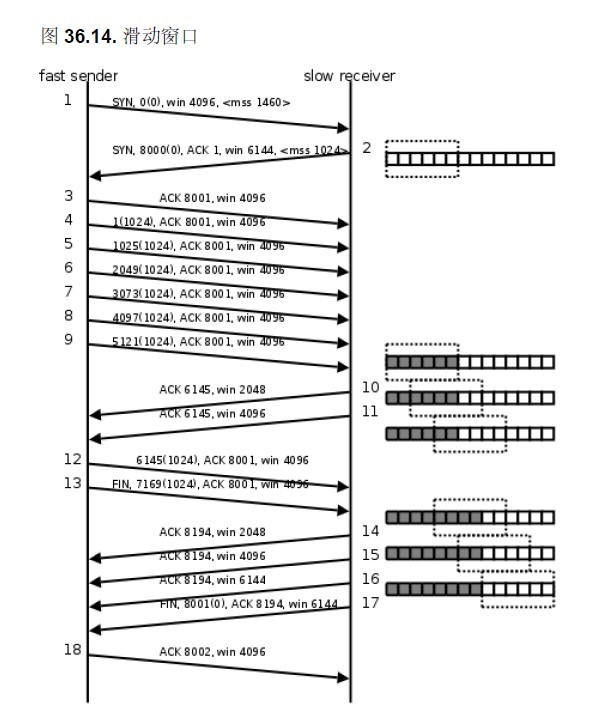 图 36.14. 滑动窗口
fast sender
slow receiver
1
SYN, 0(0), win 4096, <mss 1460>
SYN, 8000(0), ACK 1, win 6144, <mss 1024>
2
3
ACK 8001, win 4096
4
1(1024), ACK 8001, win 4096
5
1025(1024), ACK 8001, win 4096
6
2049(1024), ACK 8001, win 4096
7
3073(1024), ACK 8001, win 4096
8
4097(1024), ACK 8001, win 4096
9
5121(1024), ACK 8001, win 4096
ACK 6145, win 2048
10
ACK 6145, win 4096
11
12
6145(1024), ACK 8001, win 4096
13
FIN, 7169(1024), ACK 8001, win 4096
ACK 8194, win 2048
14
ACK 8194, win 4096
15
ACK 8194, win 6144
16
FIN, 8001(0), ACK 8194, win 6144
17
18
ACK 8002, win 4096